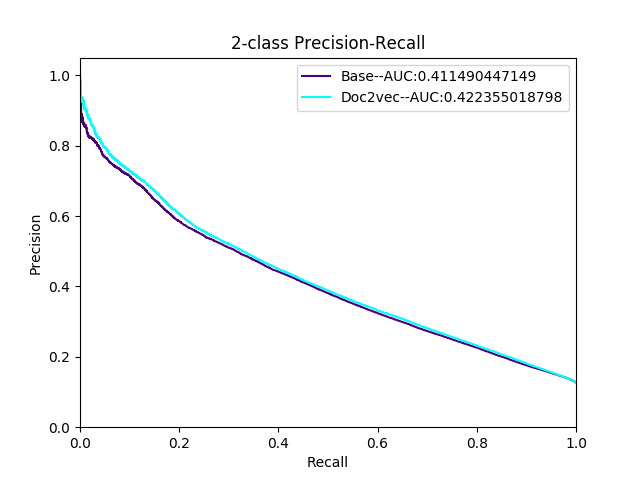 2-class Precision-Recall
Base--AUC:0.411490447149
Doc2vec--AUC:0.422355018798
Precision
1.0
0.8
0.6
0.4
0.2
0.0
0.0 0.2 0.4 0.6 0.8 1.0
Recall